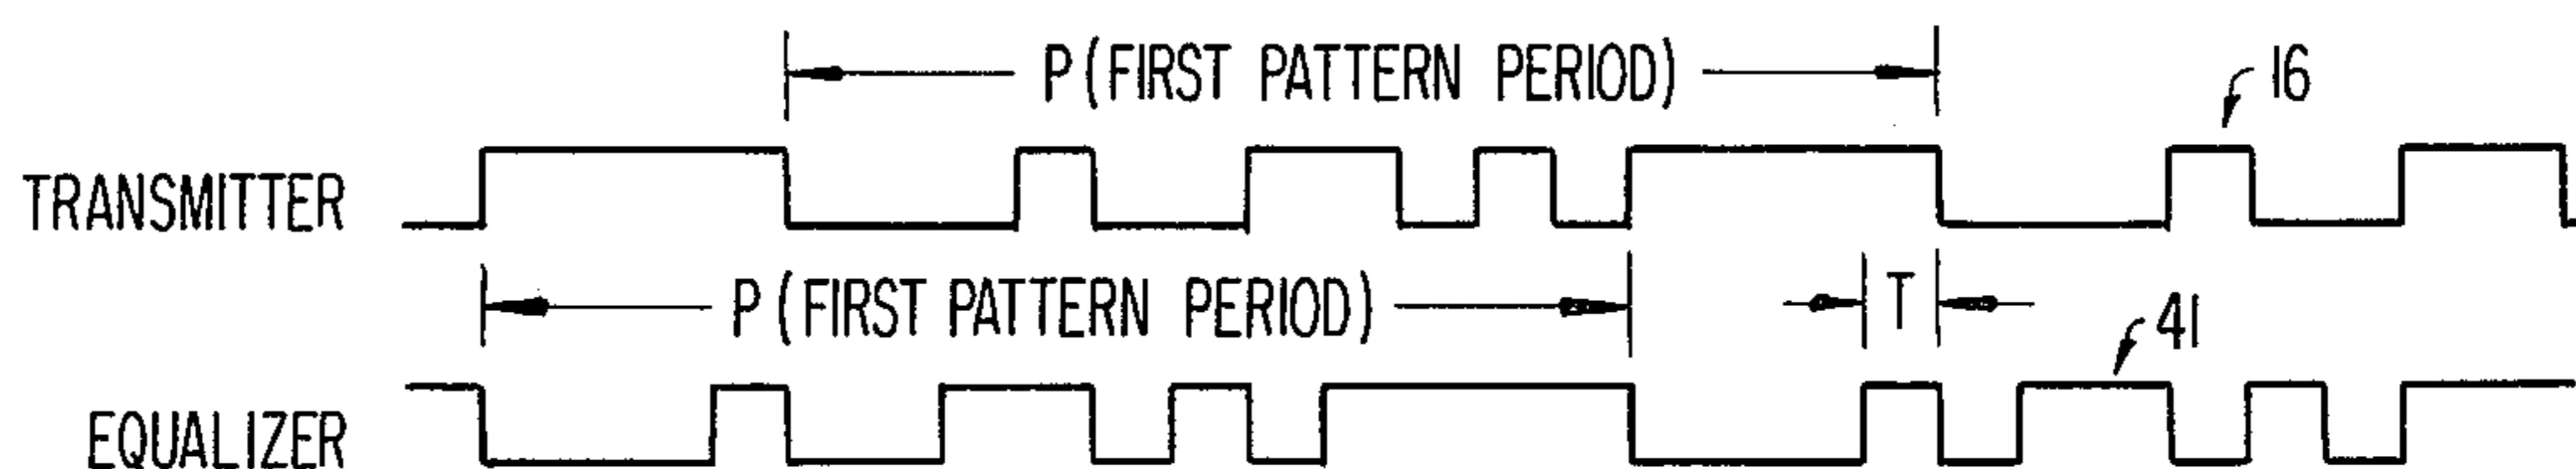 P (FIRST PATTERN PERIOD)
16
TRANSMITTER
P (FIRST PATTERN PERIOD)
T
41
EQUALIZER